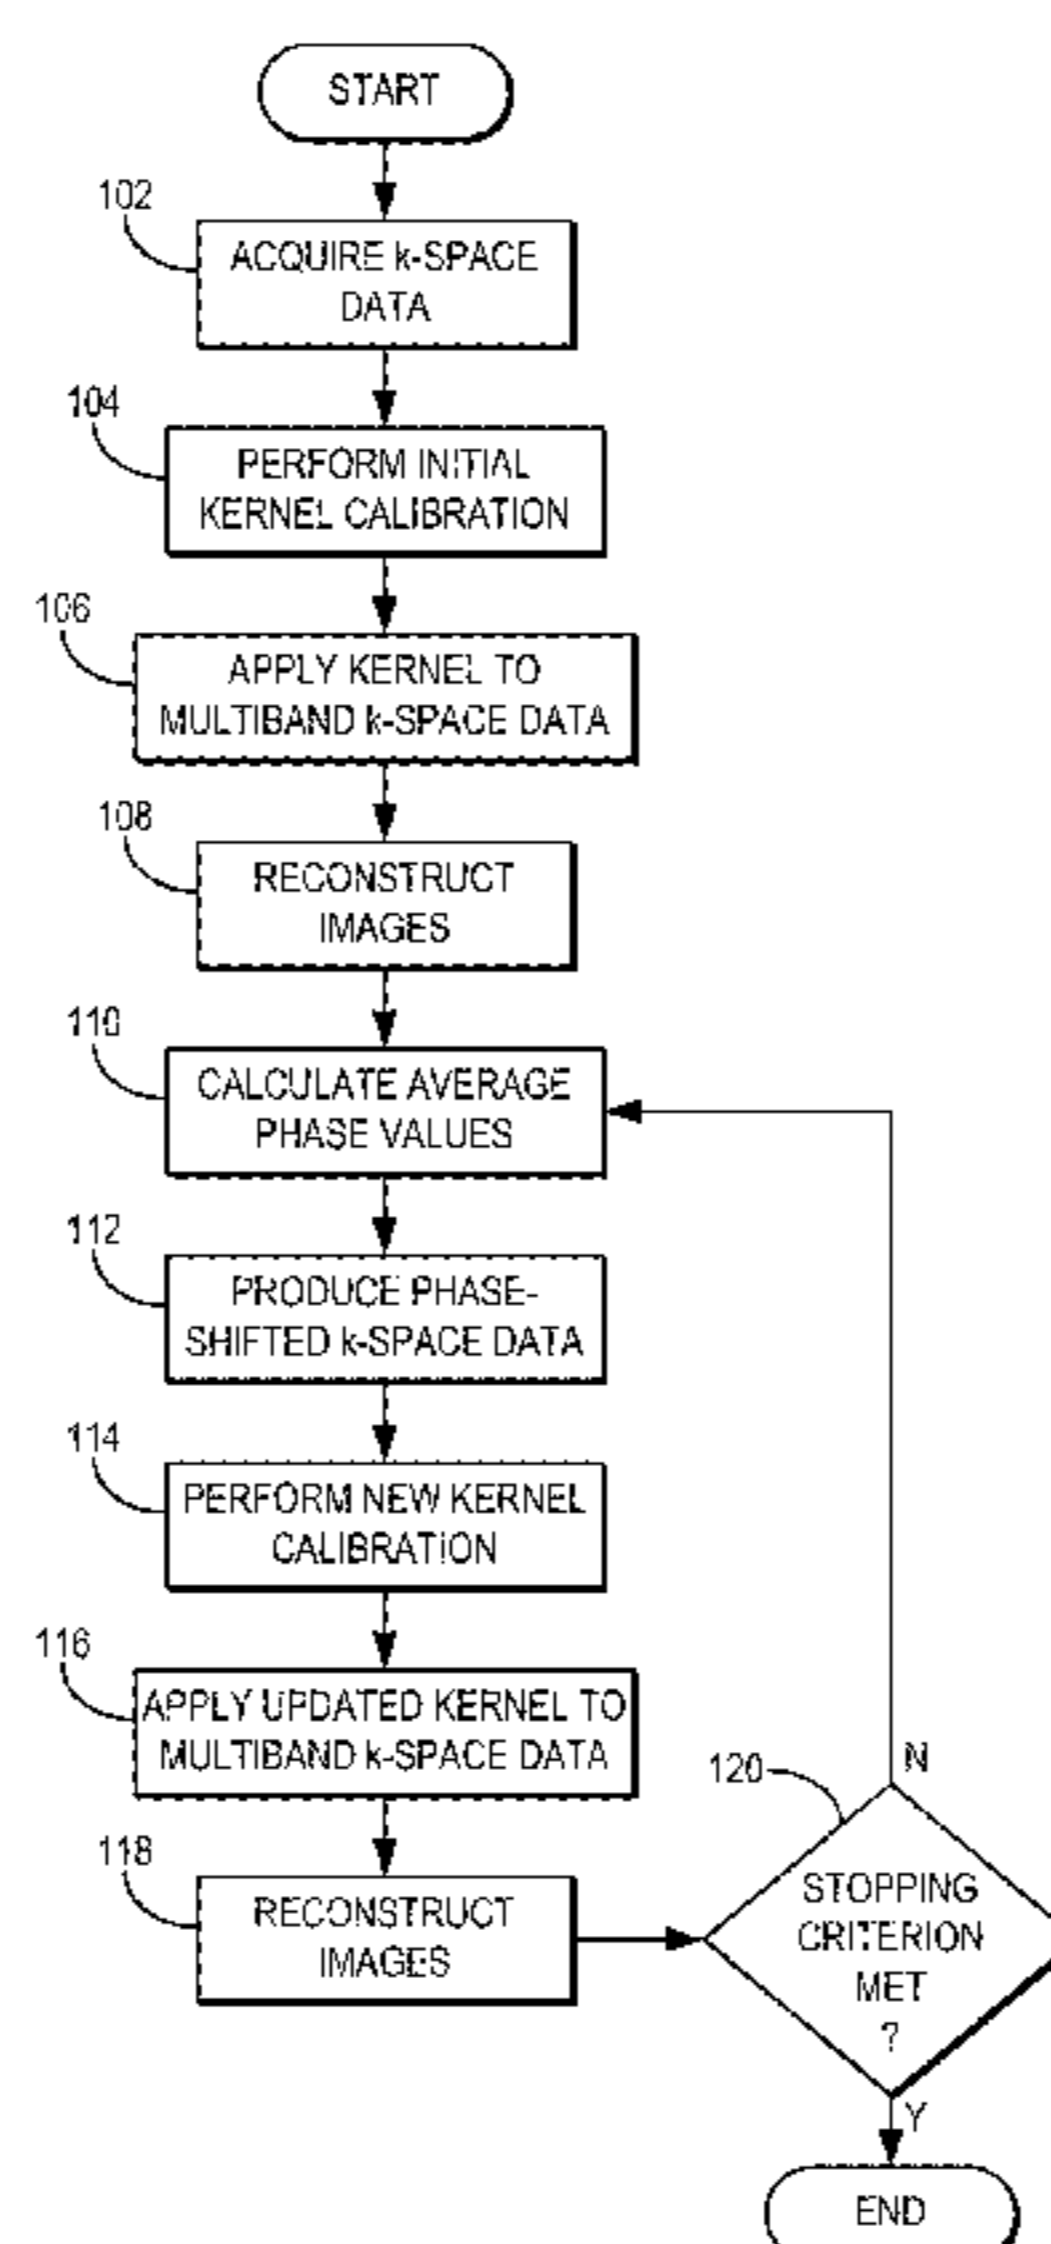 START
102
ACQUIRE k-SPACE
DATA
104
PERFORM INITIAL
KERNEL CALIBRATION
106
APPLY KERNEL TO
MULTIBAND k-SPACE DATA
108
RECONSTRUCT
IMAGES
110
CALCULATE AVERAGE
PHASE VALUES
112
PRODUCE PHASE-
SHIFTED k-SPACE DATA
114
PERFORM NEW KERNEL
CALIBRATION
116
APPLY UPDATED KERNEL TO
MULTIBAND k-SPACE DATA
118
RECONSTRUCT
IMAGES
120
N
STOPPING
CRITERION
MET
?
Y
END